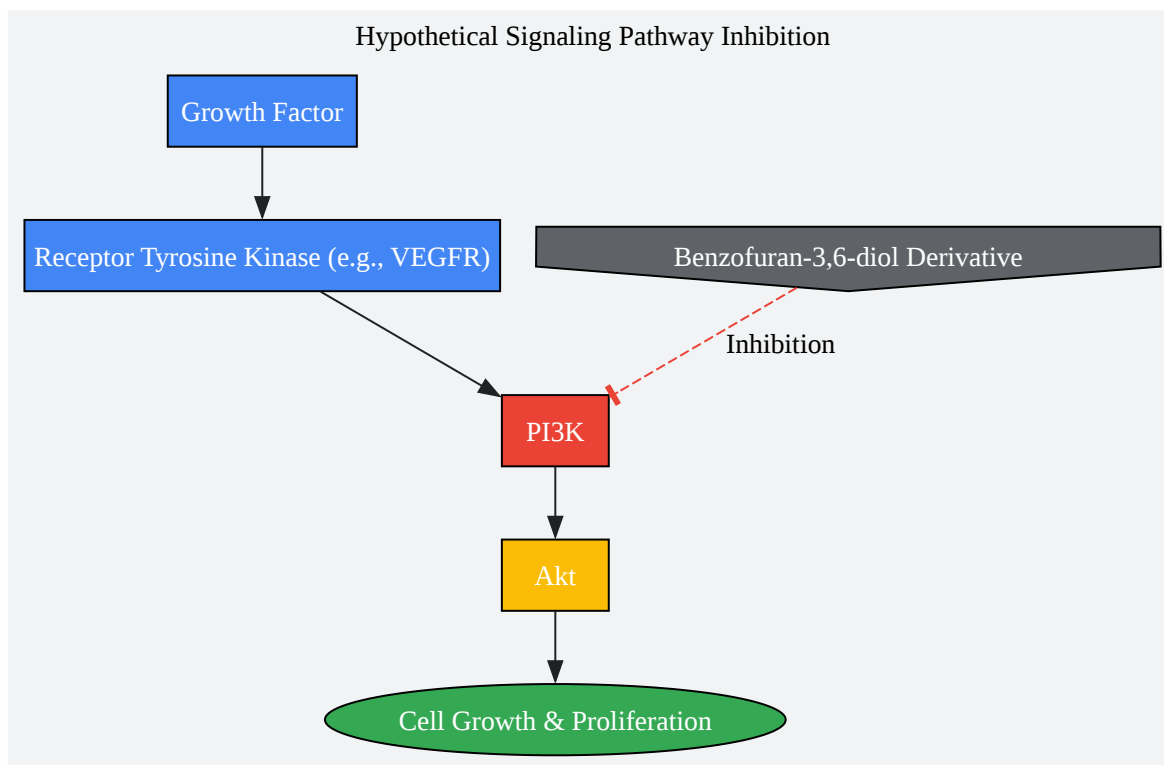 Hypothetical Signaling Pathway Inhibition
Growth Factor
Receptor Tyrosine Kinase (e.g., VEGFR)
Benzofuran-3,6-diol Derivative
Inhibition
PI3K
Akt
Cell Growth & Proliferation